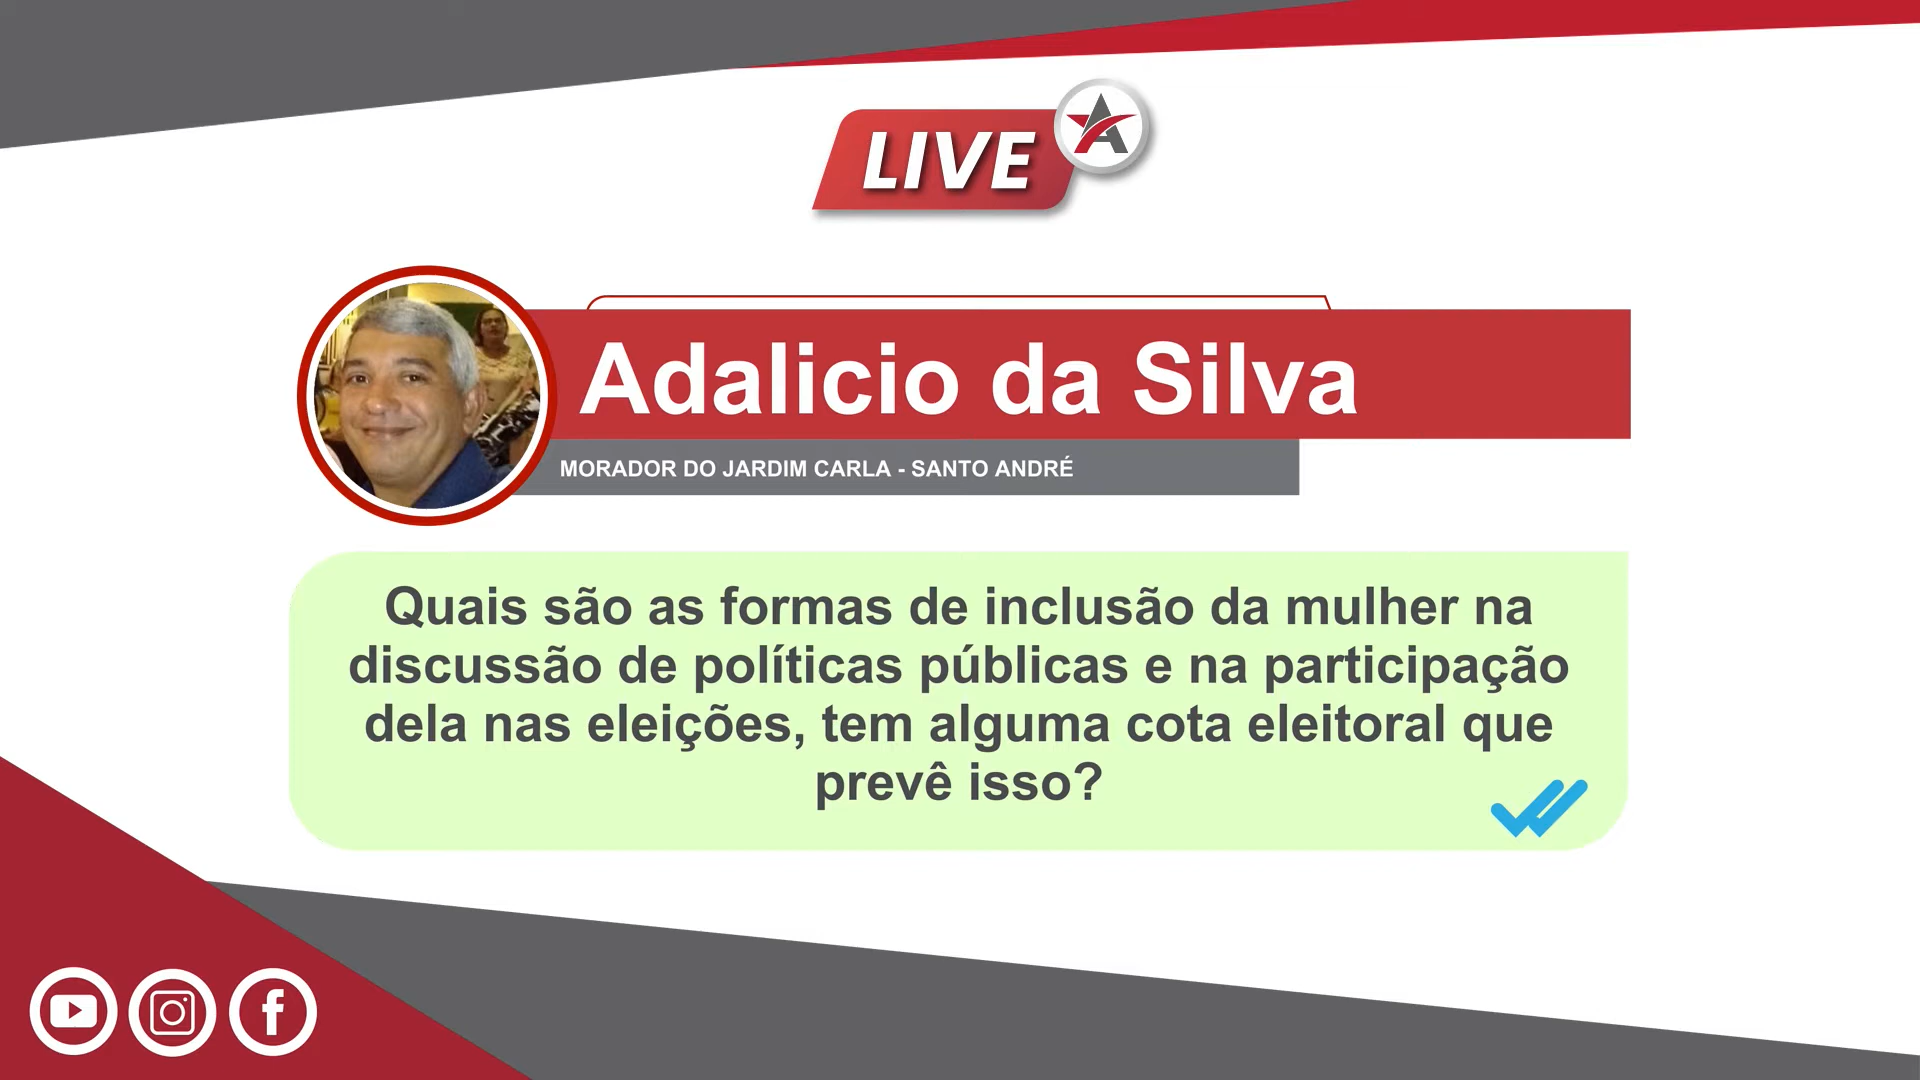 LIVE
Adalicio da Silva
MORADOR DO JARDIM CARLA - SANTO ANDRÉ
Quais são as formas de inclusão da mulher na
discussão de políticas públicas e na participação
dela nas eleições, tem alguma cota eleitoral que
prevê isso?